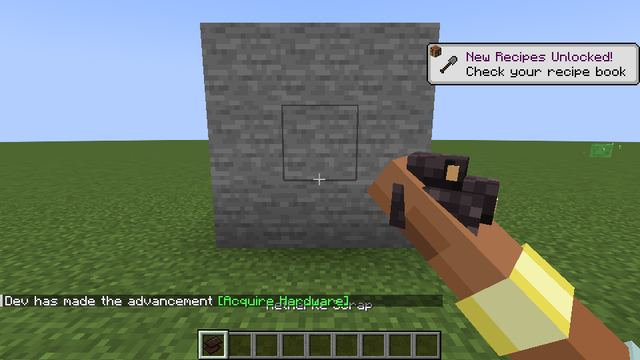 New Recipes Unlocked!
Check your recipe book
Dev has made the advancement [Acquire Hardware]
Netherite Scrap